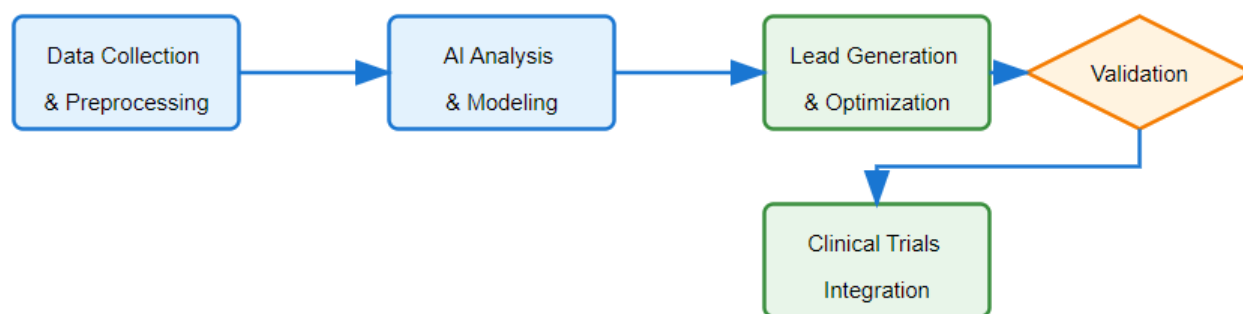 Data Collection
& Preprocessing
AI Analysis
& Modeling
Lead Generation
& Optimization
Validation
Clinical Trials
Integration